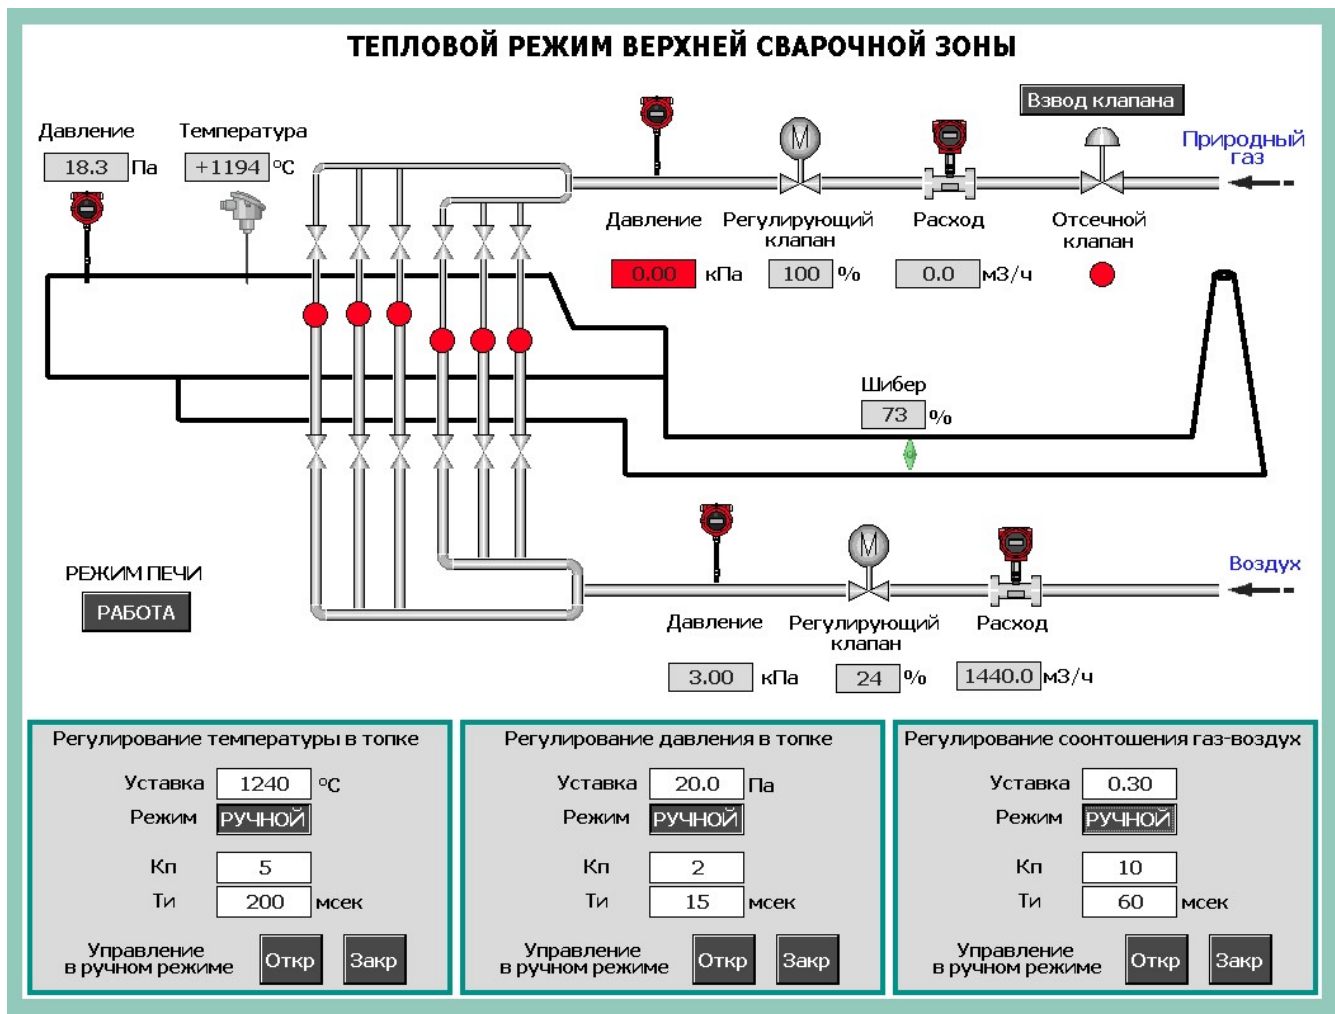 ТЕПЛОВОЙ РЕЖИМ ВЕРХНЕЙ СВАРОЧНОЙ ЗОНЫ
Взвод клапана
Давление
Температура
Природный
газ
18.3 Па
+1194 °С
M
Давление
Регулирующий
клапан
Расход
Отсечной
клапан
0.00 кПа
100 %
0.0 м3/ч
Шибер
73 %
M
Воздух
РЕЖИМ ПЕЧИ
РАБОТА
Давление
Регулирующий
клапан
Расход
3.00 кПа
24 %
1440.0 м3/ч
Регулирование температуры в топке
Уставка 1240 °С
Режим РУЧНОЙ
Кп 5
Ти 200 мсек
Управление
в ручном режиме
Откр Закр
Регулирование давления в топке
Уставка 20.0 Па
Режим РУЧНОЙ
Кп 2
Ти 15 мсек
Управление
в ручном режиме
Откр Закр
Регулирование соонтошения газ-воздух
Уставка 0.30
Режим РУЧНОЙ
Кп 10
Ти 60 мсек
Управление
в ручном режиме
Откр Закр